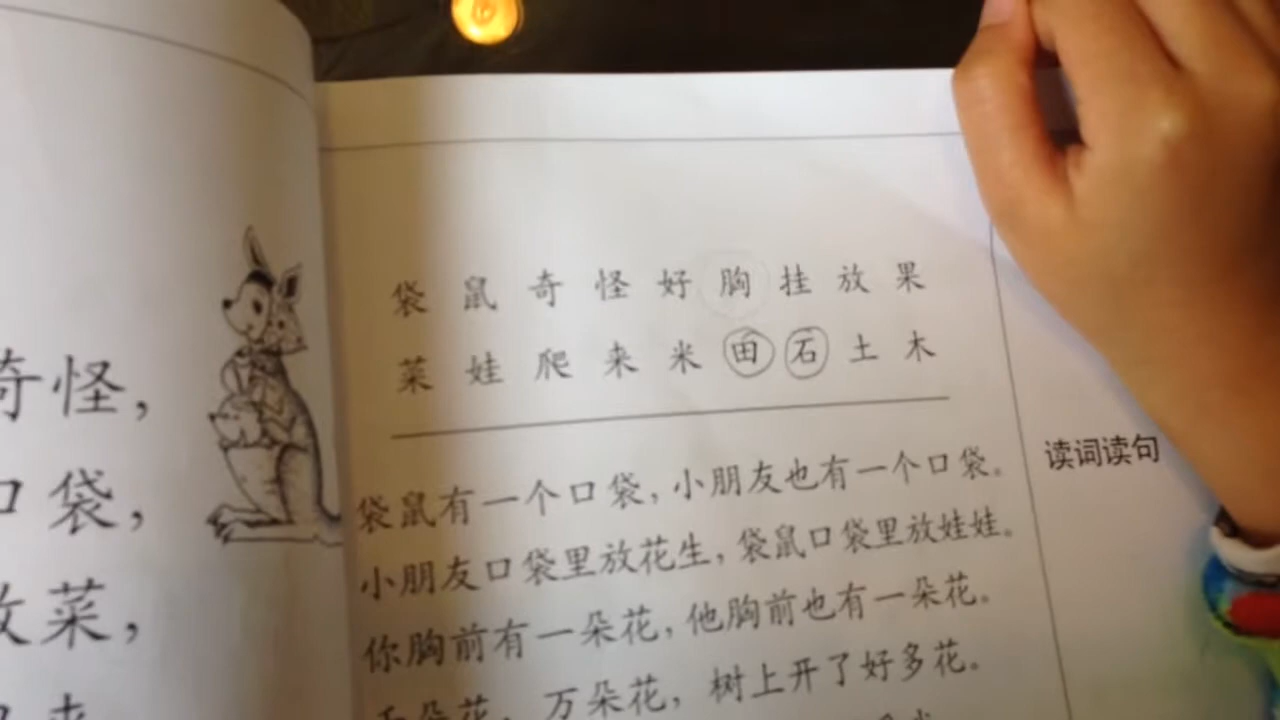 奇怪，
口袋，
放菜，
袋鼠奇怪好胸挂放果
菜娃爬来米田石土木
读词读句
袋鼠有一个口袋，小朋友也有一个口袋。
小朋友口袋里放花生，袋鼠口袋里放娃娃。
你胸前有一朵花，他胸前也有一朵花。
朵花，万朵花，树上开了好多花。